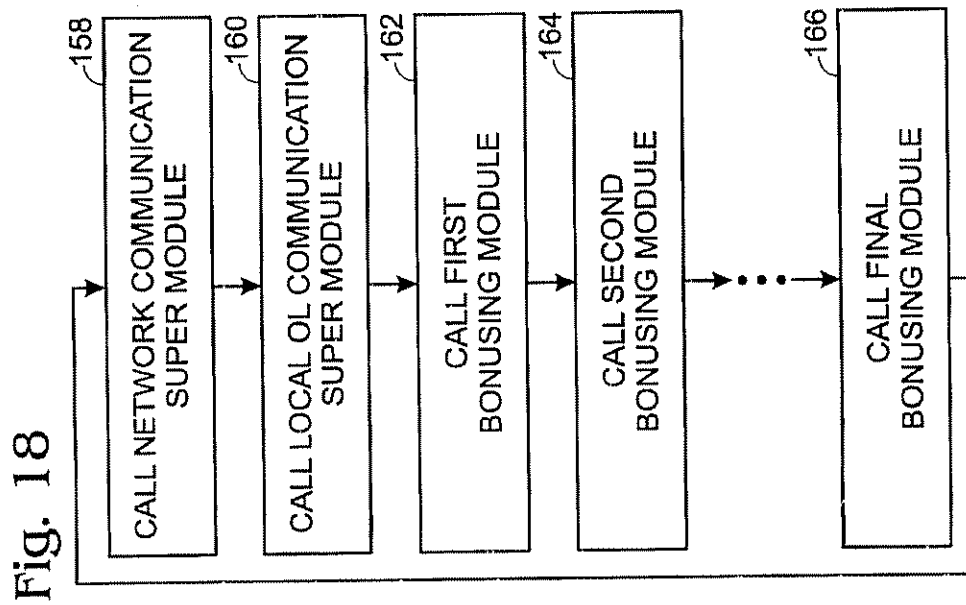 Fig. 18
158
CALL NETWORK COMMUNICATION
SUPER MODULE
160
CALL LOCAL OL COMMUNICATION
SUPER MODULE
162
CALL FIRST
BONUSING MODULE
164
CALL SECOND
BONUSING MODULE
166
CALL FINAL
BONUSING MODULE